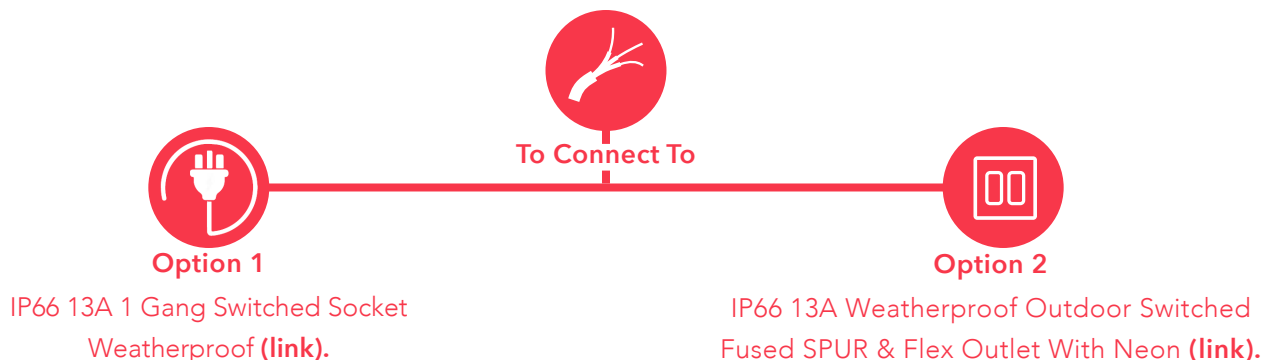 To Connect To
Option 1
IP66 13A 1 Gang Switched Socket
Weatherproof (link).
Option 2
IP66 13A Weatherproof Outdoor Switched
Fused SPUR & Flex Outlet With Neon (link).